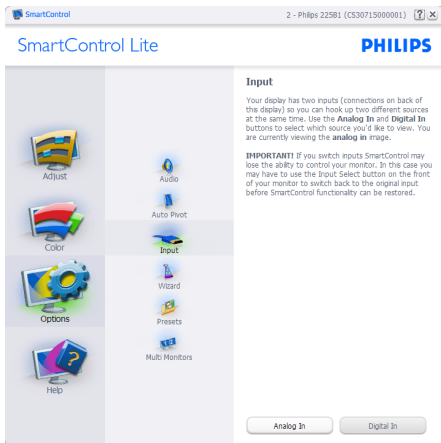 SmartControl
2 - Philips 225B1 (CS30715000001)
SmartControl Lite
PHILIPS
Adjust
Color
Options
Help
Audio
Auto Pivot
Input
Wizard
Presets
Multi Monitors
Input
Your display has two inputs (connections on back of
this display) so you can hook up two different sources
at the same time. Use the Analog In and Digital In
buttons to select which source you'd like to view. You
are currently viewing the analog in image.
IMPORTANT! If you switch inputs SmartControl may
lose the ability to control your monitor. In this case you
may have to use the Input Select button on the front
of your monitor to switch back to the original input
before SmartControl functionality can be restored.
Analog In
Digital In